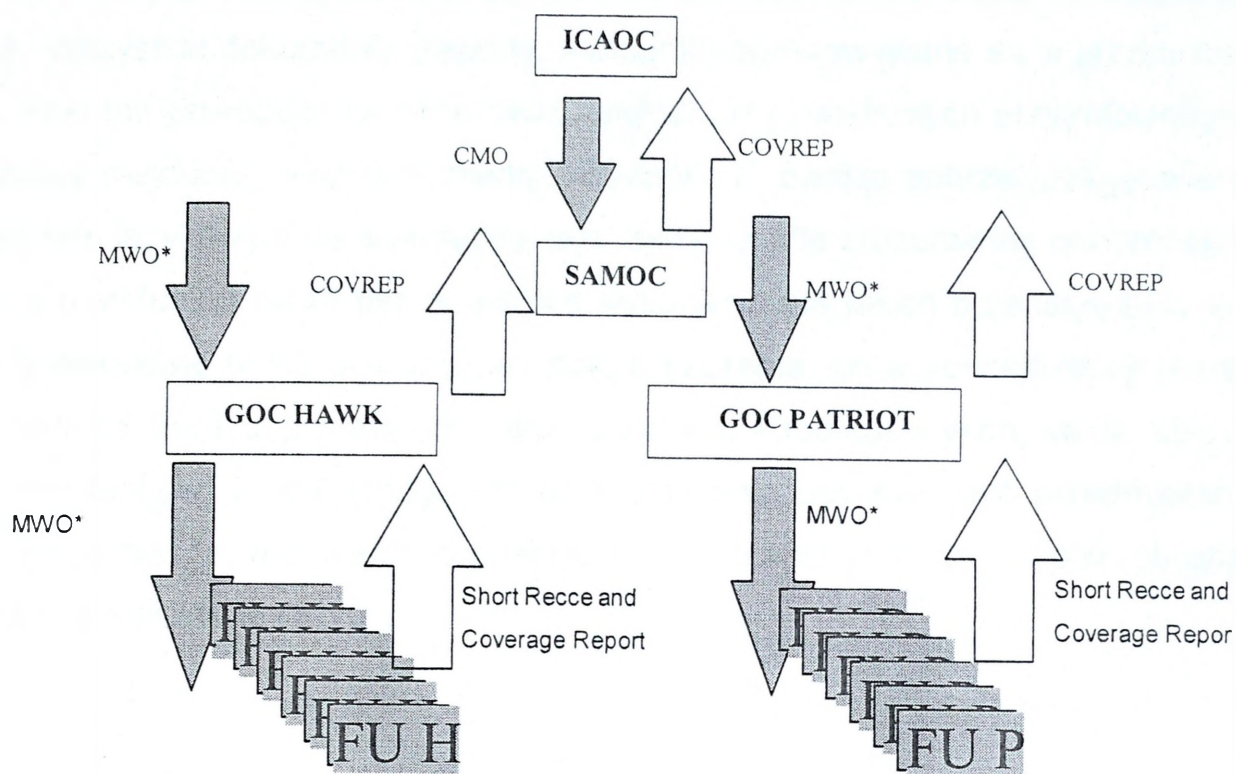 ICAOC
CMO
COVREP
MWO*
COVREP
SAMOC
MWO*
COVREP
GOC HAWK
GOC PATRIOT
MWO*
MWO*
Short Recce and
Coverage Report
Short Recce and
Coverage Repor
FU H
FU P